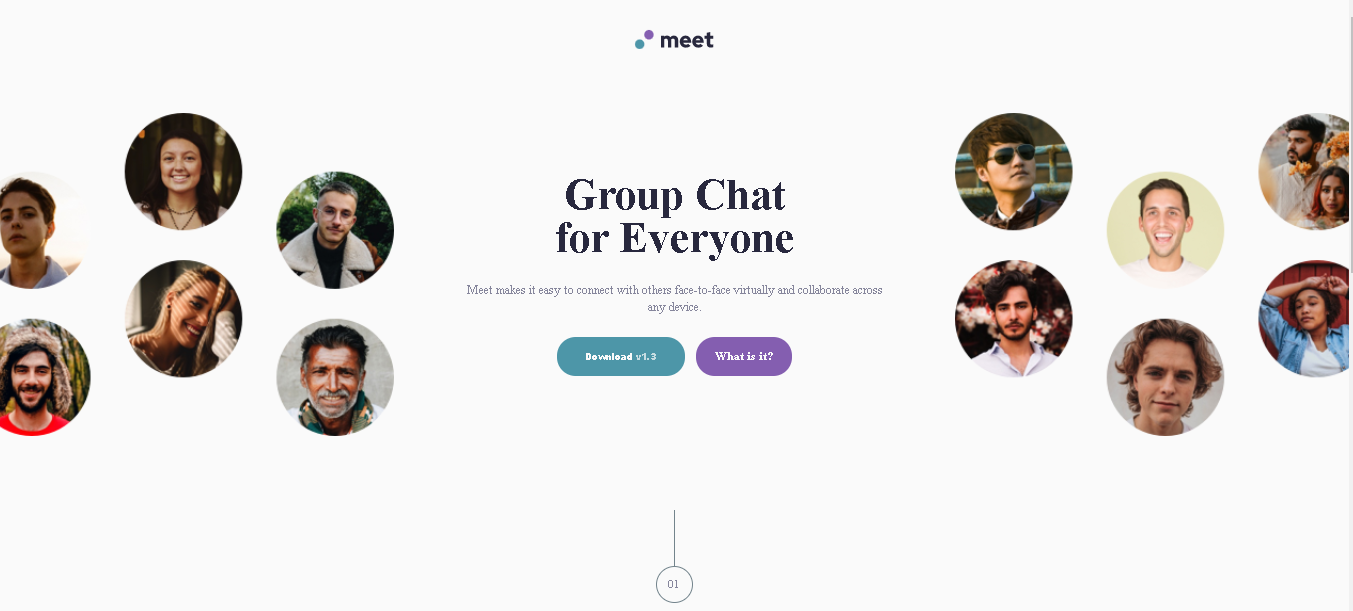 meet
Group Chat
for Everyone
Meet makes it easy to connect with others face-to-face virtually and collaborate across
any device.
Download v1.3
What is it?
01